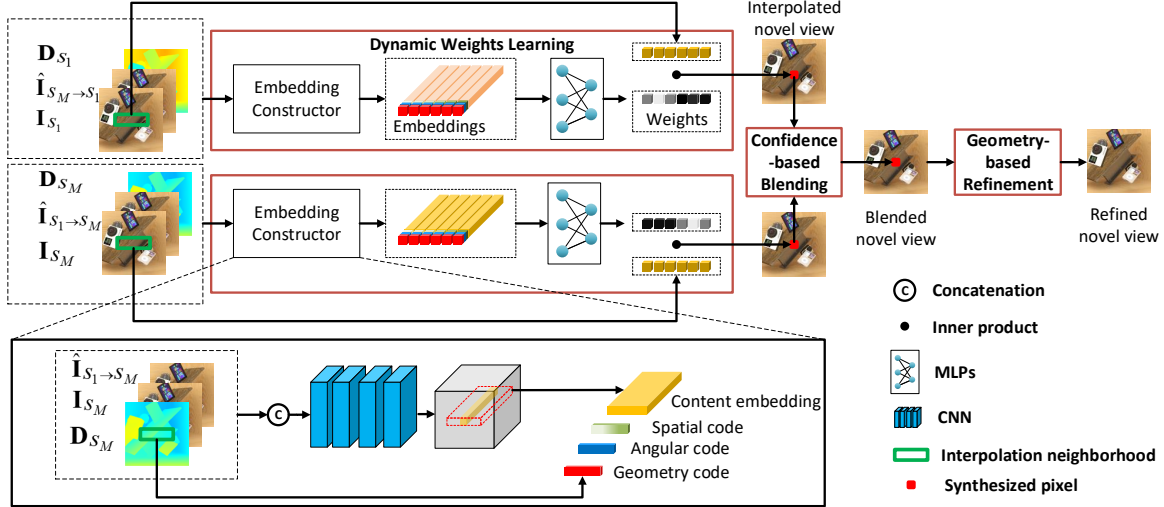 Interpolated
novel view
Dynamic Weights Learning
D_{S_1}
Î_{S_M→S_1}
I_{S_1}
Embedding
Constructor
Embeddings
Weights
Confidence
-based
Blending
Geometry-
based
Refinement
D_{S_M}
Î_{S_1→S_M}
I_{S_M}
Embedding
Constructor
Blended
novel view
Refined
novel view
C Concatenation
Inner product
MLPs
CNN
Interpolation neighborhood
Synthesized pixel
Î_{S_1→S_M}
I_{S_M}
D_{S_M}
C
Content embedding
Spatial code
Angular code
Geometry code